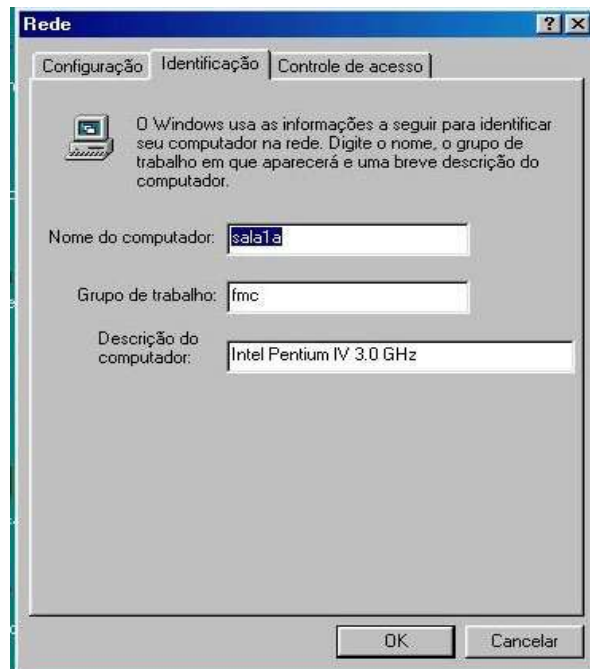 Rede
Configuração Identificação Controle de acesso
O Windows usa as informações a seguir para identificar
seu computador na rede. Digite o nome, o grupo de
trabalho em que aparecerá e uma breve descrição do
computador.
Nome do computador: sala1a
Grupo de trabalho: fmc
Descrição do
computador: Intel Pentium IV 3.0 GHz
OK Cancelar